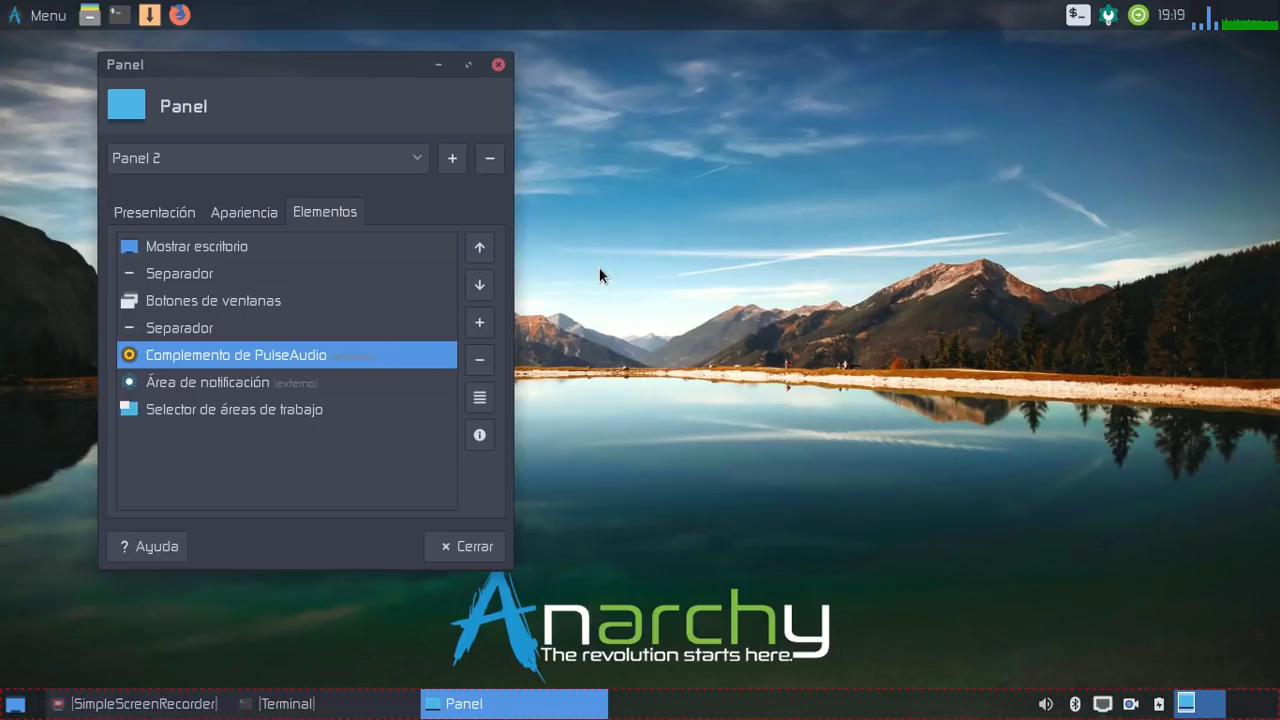 Menu
19:19
Panel
Panel
Panel 2
Presentación Apariencia Elementos
Mostrar escritorio
Separador
Botones de ventanas
Separador
Complemento de PulseAudio (externo)
Área de notificación (externo)
Selector de áreas de trabajo
? Ayuda
Cerrar
Anarchy
The revolution starts here.
[SimpleScreenRecorder] [Terminal] Panel